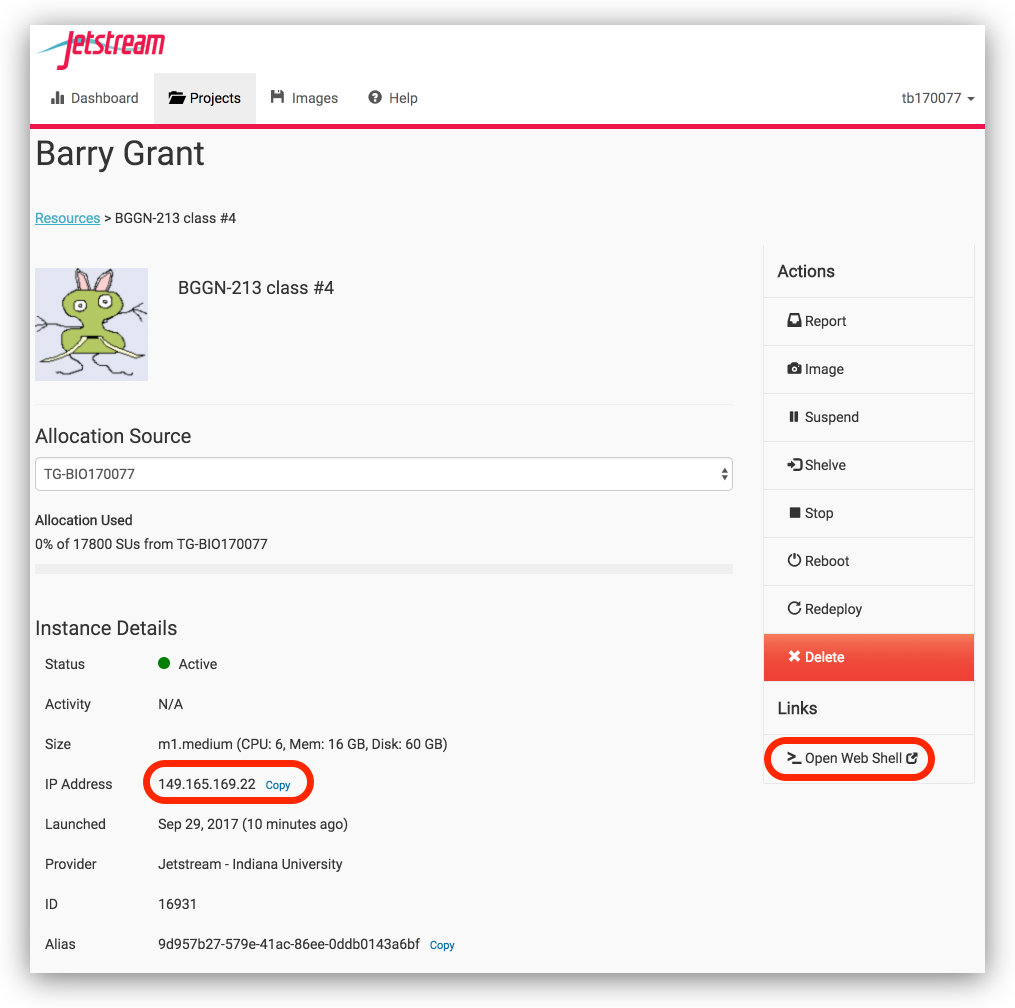 Jetstream
Dashboard Projects Images Help tb170077
Barry Grant
Resources > BGGN-213 class #4
BGGN-213 class #4
Allocation Source
TG-BIO170077
Allocation Used
0% of 17800 SUs from TG-BIO170077
Instance Details
Status Active
Activity N/A
Size m1.medium (CPU: 6, Mem: 16 GB, Disk: 60 GB)
IP Address 149.165.169.22 Copy
Launched Sep 29, 2017 (10 minutes ago)
Provider Jetstream - Indiana University
ID 16931
Alias 9d957b27-579e-41ac-86ee-0ddb0143a6bf Copy
Actions
Report
Image
Suspend
Shelve
Stop
Reboot
Redeploy
Delete
Links
Open Web Shell